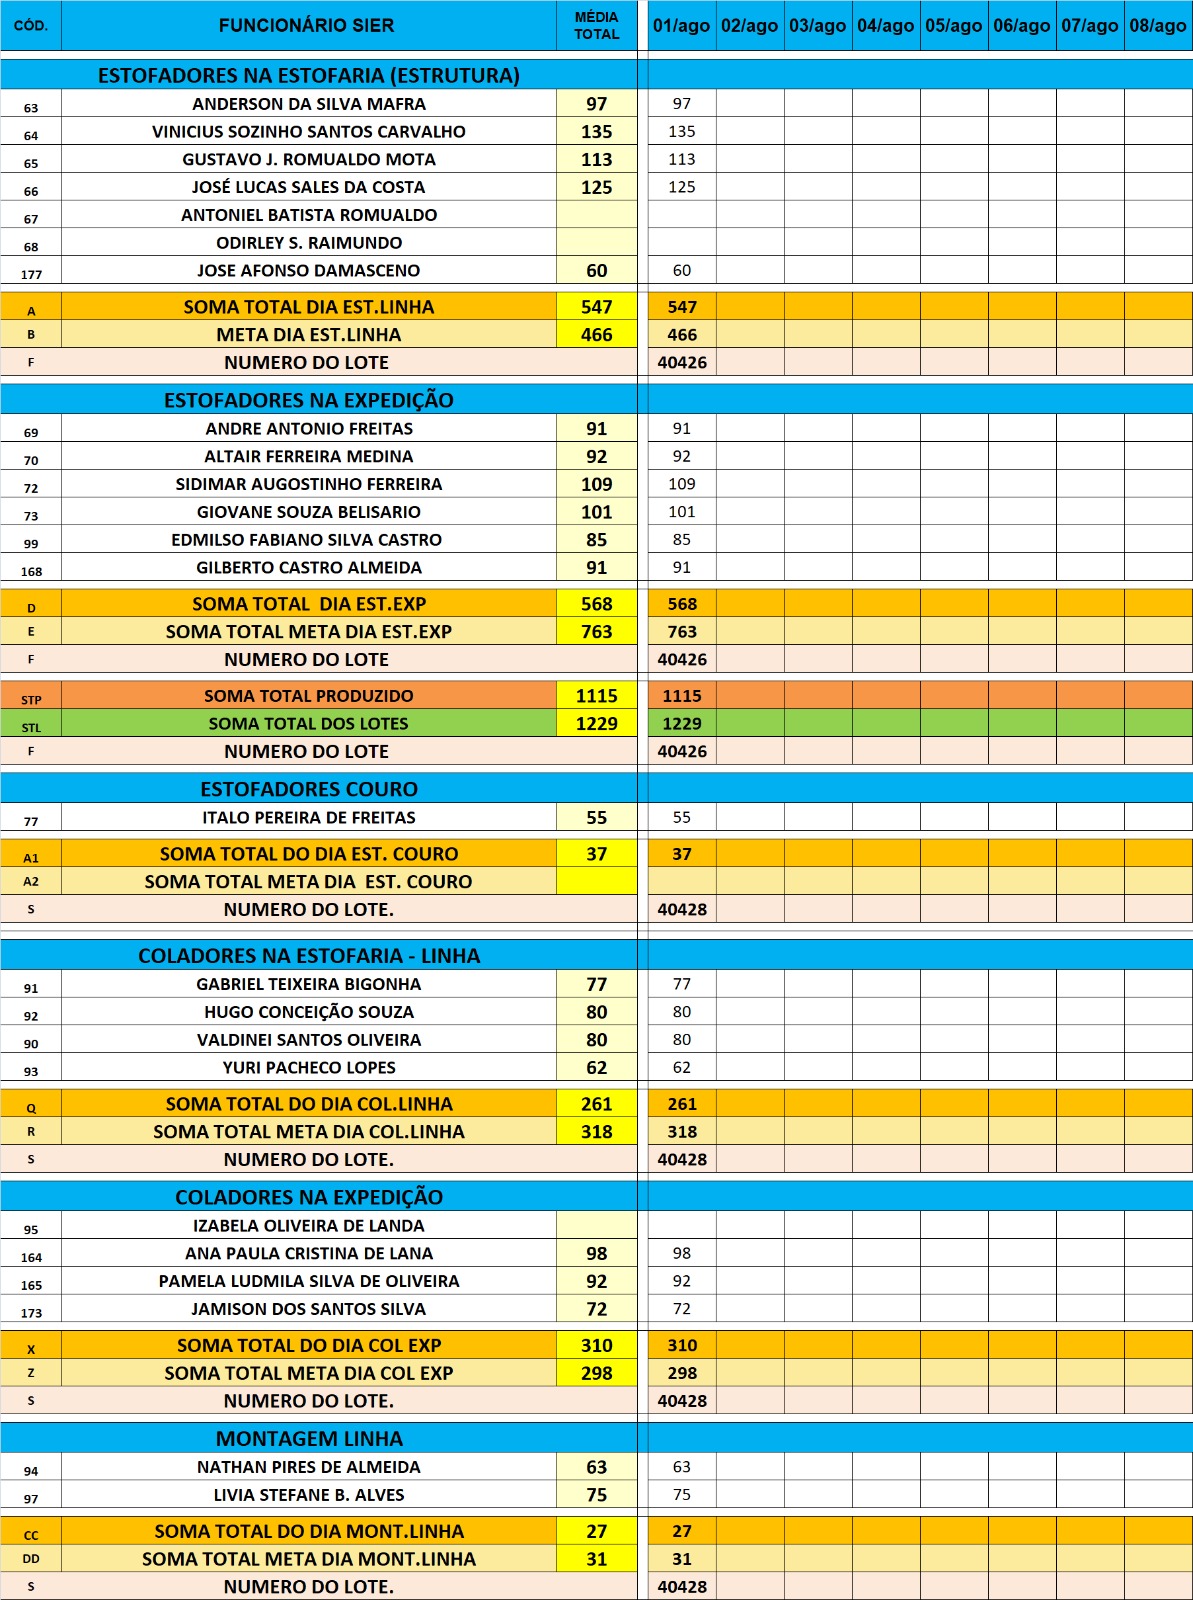 CÓD. FUNCIONÁRIO SIER MÉDIA TOTAL 01/ago 02/ago 03/ago 04/ago 05/ago 06/ago 07/ago 08/ago
ESTOFADORES NA ESTOFARIA (ESTRUTURA)
63 ANDERSON DA SILVA MAFRA 97 97
64 VINICIUS SOZINHO SANTOS CARVALHO 135 135
65 GUSTAVO J. ROMUALDO MOTA 113 113
66 JOSÉ LUCAS SALES DA COSTA 125 125
67 ANTONIEL BATISTA ROMUALDO
68 ODIRLEY S. RAIMUNDO
177 JOSE AFONSO DAMASCENO 60 60
A SOMA TOTAL DIA EST.LINHA 547 547
B META DIA EST.LINHA 466 466
F NUMERO DO LOTE 40426
ESTOFADORES NA EXPEDIÇÃO
69 ANDRE ANTONIO FREITAS 91 91
70 ALTAIR FERREIRA MEDINA 92 92
72 SIDIMAR AUGOSTINHO FERREIRA 109 109
73 GIOVANE SOUZA BELISARIO 101 101
99 EDMILSO FABIANO SILVA CASTRO 85 85
168 GILBERTO CASTRO ALMEIDA 91 91
D SOMA TOTAL DIA EST.EXP 568 568
E SOMA TOTAL META DIA EST.EXP 763 763
F NUMERO DO LOTE 40426
STP SOMA TOTAL PRODUZIDO 1115 1115
STL SOMA TOTAL DOS LOTES 1229 1229
F NUMERO DO LOTE 40426
ESTOFADORES COURO
77 ITALO PEREIRA DE FREITAS 55 55
A1 SOMA TOTAL DO DIA EST. COURO 37 37
A2 SOMA TOTAL META DIA EST. COURO
S NUMERO DO LOTE. 40428
COLADORES NA ESTOFARIA - LINHA
91 GABRIEL TEIXEIRA BIGONHA 77 77
92 HUGO CONCEIÇÃO SOUZA 80 80
90 VALDINEI SANTOS OLIVEIRA 80 80
93 YURI PACHECO LOPES 62 62
Q SOMA TOTAL DO DIA COL.LINHA 261 261
R SOMA TOTAL META DIA COL.LINHA 318 318
S NUMERO DO LOTE. 40428
COLADORES NA EXPEDIÇÃO
95 IZABELA OLIVEIRA DE LANDA
164 ANA PAULA CRISTINA DE LANA 98 98
165 PAMELA LUDMILA SILVA DE OLIVEIRA 92 92
173 JAMISON DOS SANTOS SILVA 72 72
X SOMA TOTAL DO DIA COL EXP 310 310
Z SOMA TOTAL META DIA COL EXP 298 298
S NUMERO DO LOTE. 40428
MONTAGEM LINHA
94 NATHAN PIRES DE ALMEIDA 63 63
97 LIVIA STEFANE B. ALVES 75 75
CC SOMA TOTAL DO DIA MONT.LINHA 27 27
DD SOMA TOTAL META DIA MONT.LINHA 31 31
S NUMERO DO LOTE. 40428